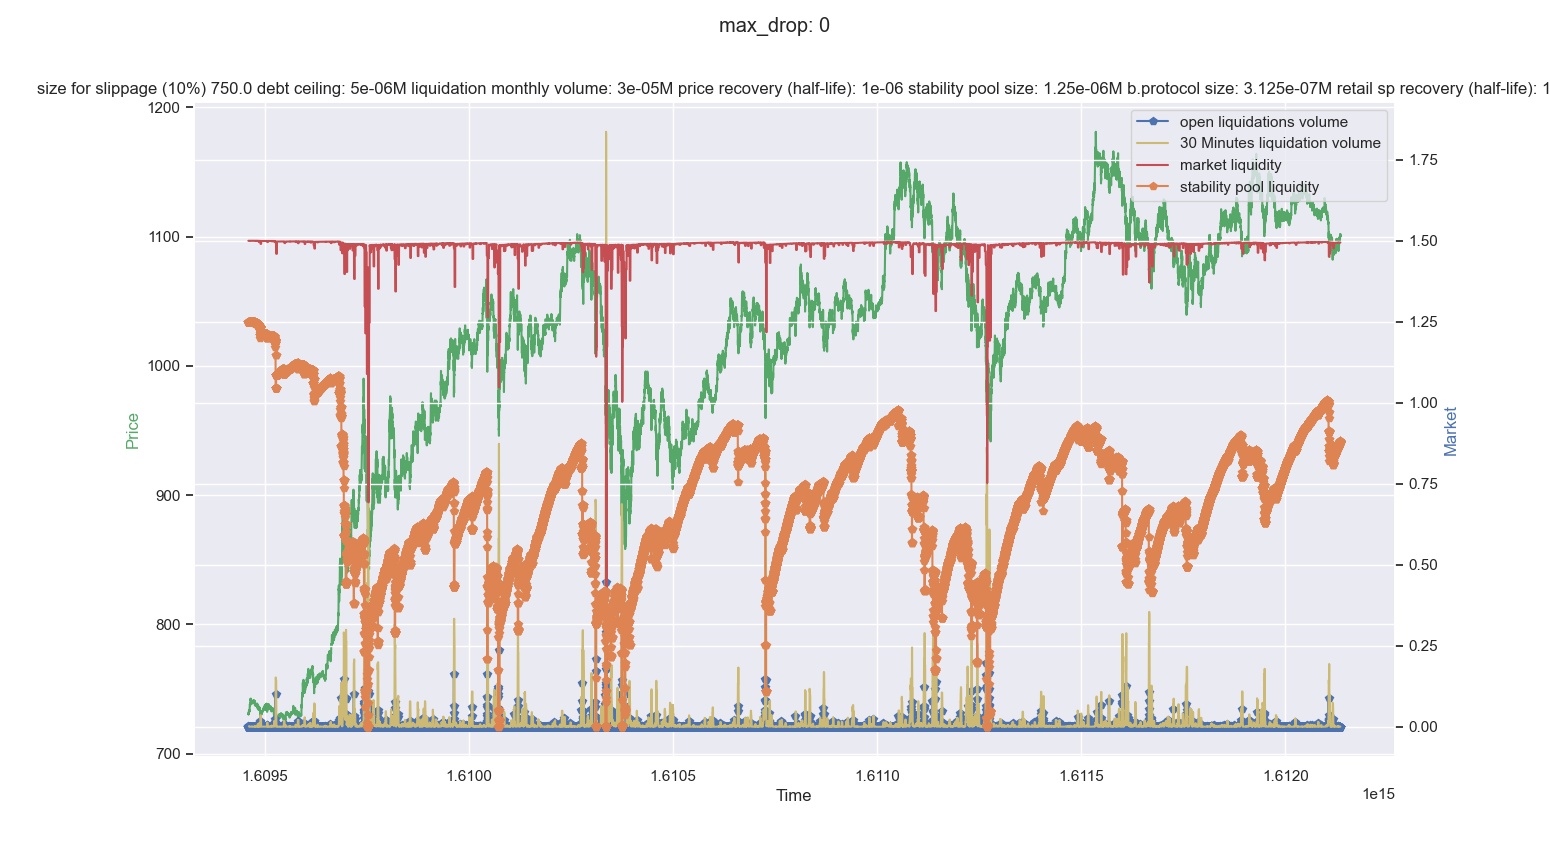 max_drop: 0
size for slippage (10%) 750.0 debt ceiling: 5e-06M liquidation monthly volume: 3e-05M price recovery (half-life): 1e-06 stability pool size: 1.25e-06M b.protocol size: 3.125e-07M retail sp recovery (half-life): 1
open liquidations volume
30 Minutes liquidation volume
market liquidity
stability pool liquidity
1200
1100
1000
900
800
700
Price
1.75
1.50
1.25
1.00
0.75
0.50
0.25
0.00
Market
1.6095 1.6100 1.6105 1.6110 1.6115 1.6120
1e15
Time